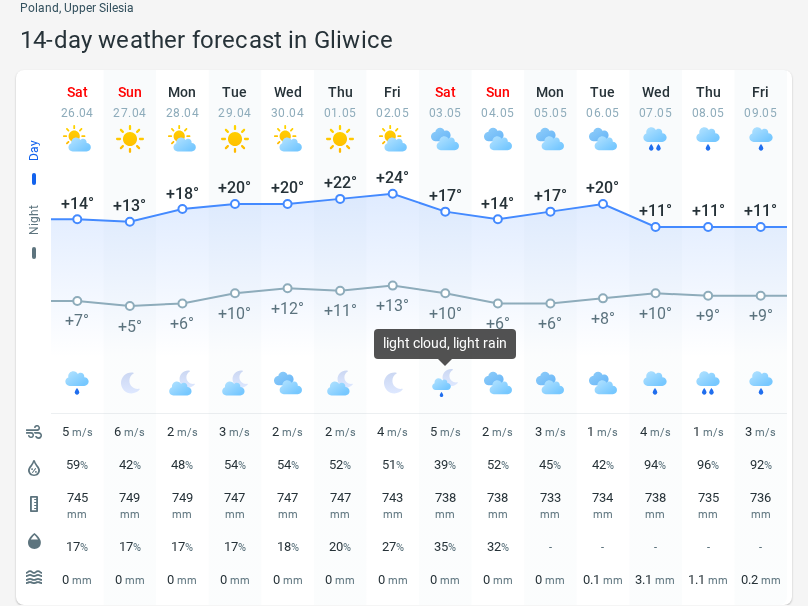 Poland, Upper Silesia
14-day weather forecast in Gliwice
Sat Sun Mon Tue Wed Thu Fri Sat Sun Mon Tue Wed Thu Fri
26.04 27.04 28.04 29.04 30.04 01.05 02.05 03.05 04.05 05.05 06.05 07.05 08.05 09.05
Day
+14° +13° +18° +20° +20° +22° +24° +17° +14° +17° +20° +11° +11° +11°
Night
+7° +5° +6° +10° +12° +11° +13° +10° +6° +6° +8° +10° +9° +9°
light cloud, light rain
5 m/s 6 m/s 2 m/s 3 m/s 2 m/s 2 m/s 4 m/s 5 m/s 2 m/s 3 m/s 1 m/s 4 m/s 1 m/s 3 m/s
59% 42% 48% 54% 54% 52% 51% 39% 52% 45% 42% 94% 96% 92%
745 749 749 747 747 747 743 738 738 733 734 738 735 736
mm mm mm mm mm mm mm mm mm mm mm mm mm mm
17% 17% 17% 17% 18% 20% 27% 35% 32% - - - - -
0 mm 0 mm 0 mm 0 mm 0 mm 0 mm 0 mm 0 mm 0 mm 0 mm 0.1 mm 3.1 mm 1.1 mm 0.2 mm